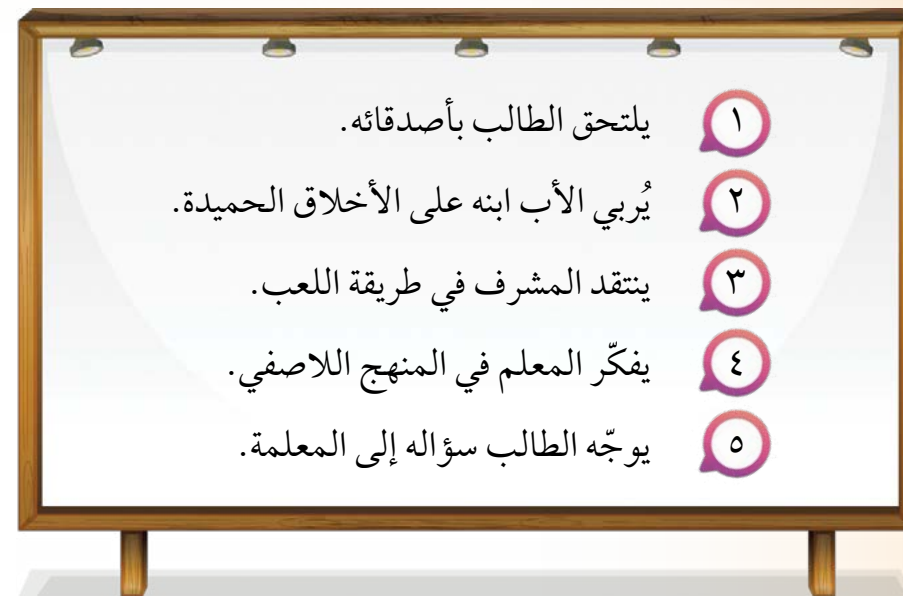 ١ يلتحق الطالب بأصدقائه.
٢ يُربي الأب ابنه على الأخلاق الحميدة.
٣ ينتقد المشرف في طريقة اللعب.
٤ يفكّر المعلم في المنهج اللاصفي.
٥ يوجّه الطالب سؤاله إلى المعلمة.